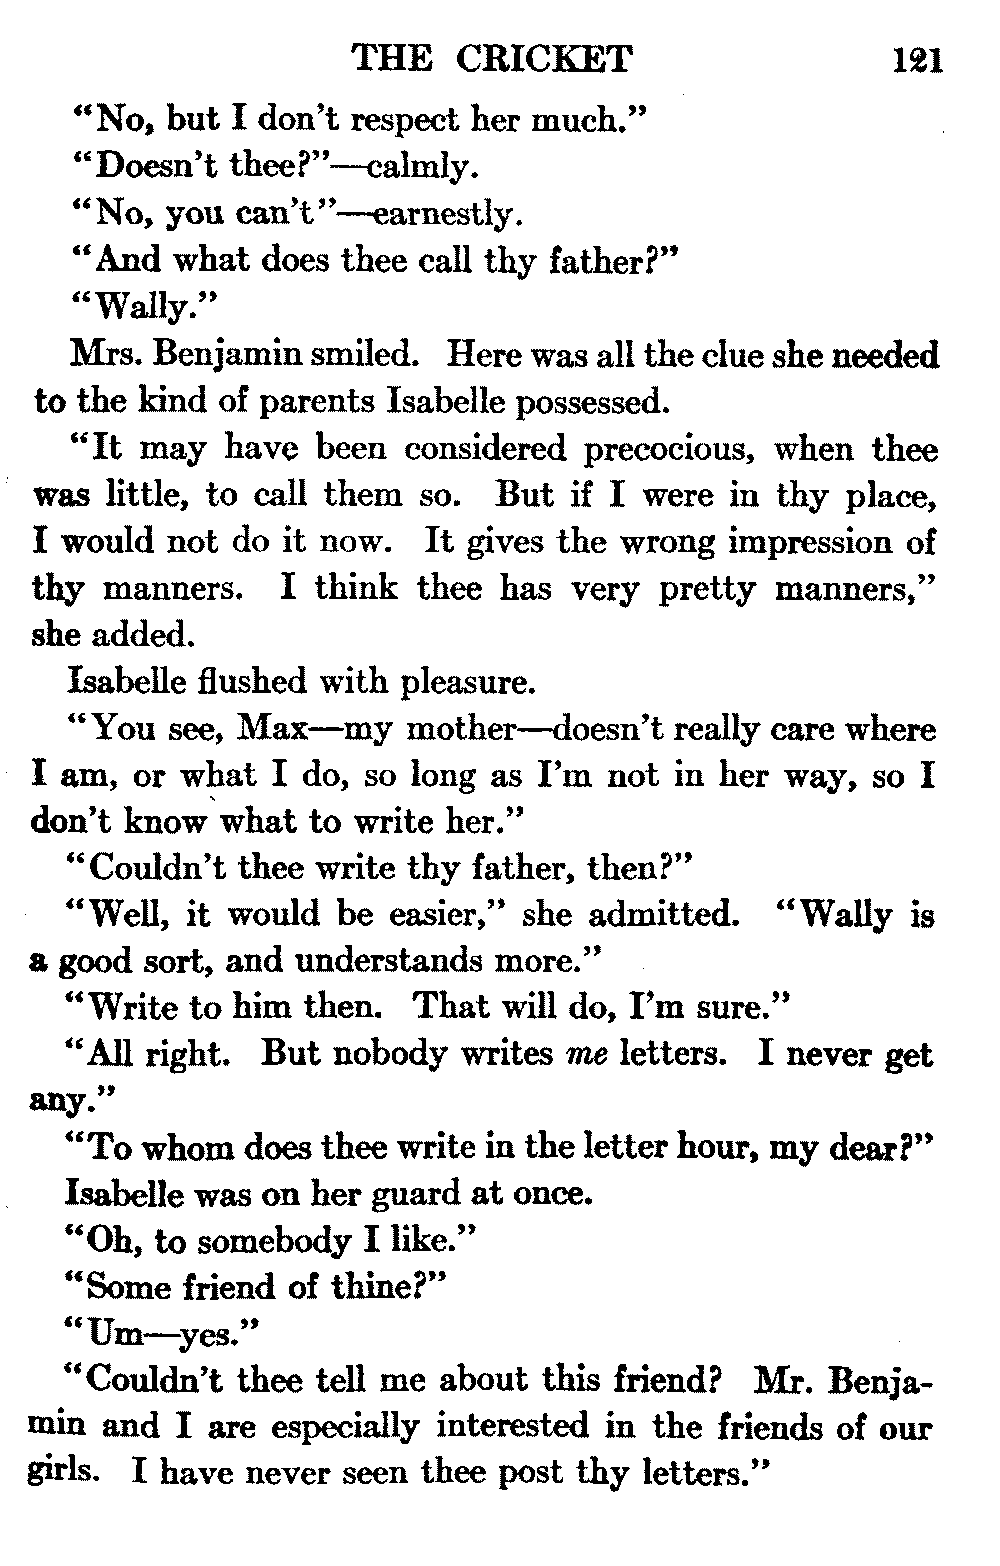 THE CRICKET 121
"No, but I don't respect her much."
"Doesn't thee?"—calmly.
"No, you can't"—earnestly.
"And what does thee call thy father?"
"Wally."
Mrs. Benjamin smiled. Here was all the clue she needed
to the kind of parents Isabelle possessed.
"It may have been considered precocious, when thee
was little, to call them so. But if I were in thy place,
I would not do it now. It gives the wrong impression of
thy manners. I think thee has very pretty manners,"
she added.
Isabelle flushed with pleasure.
"You see, Max—my mother—doesn't really care where
I am, or what I do, so long as I'm not in her way, so I
don't know what to write her."
"Couldn't thee write thy father, then?"
"Well, it would be easier," she admitted. "Wally is
a good sort, and understands more."
"Write to him then. That will do, I'm sure."
"All right. But nobody writes me letters. I never get
any."
"To whom does thee write in the letter hour, my dear?"
Isabelle was on her guard at once.
"Oh, to somebody I like."
"Some friend of thine?"
"Um—yes."
"Couldn't thee tell me about this friend? Mr. Benja-
min and I are especially interested in the friends of our
girls. I have never seen thee post thy letters."